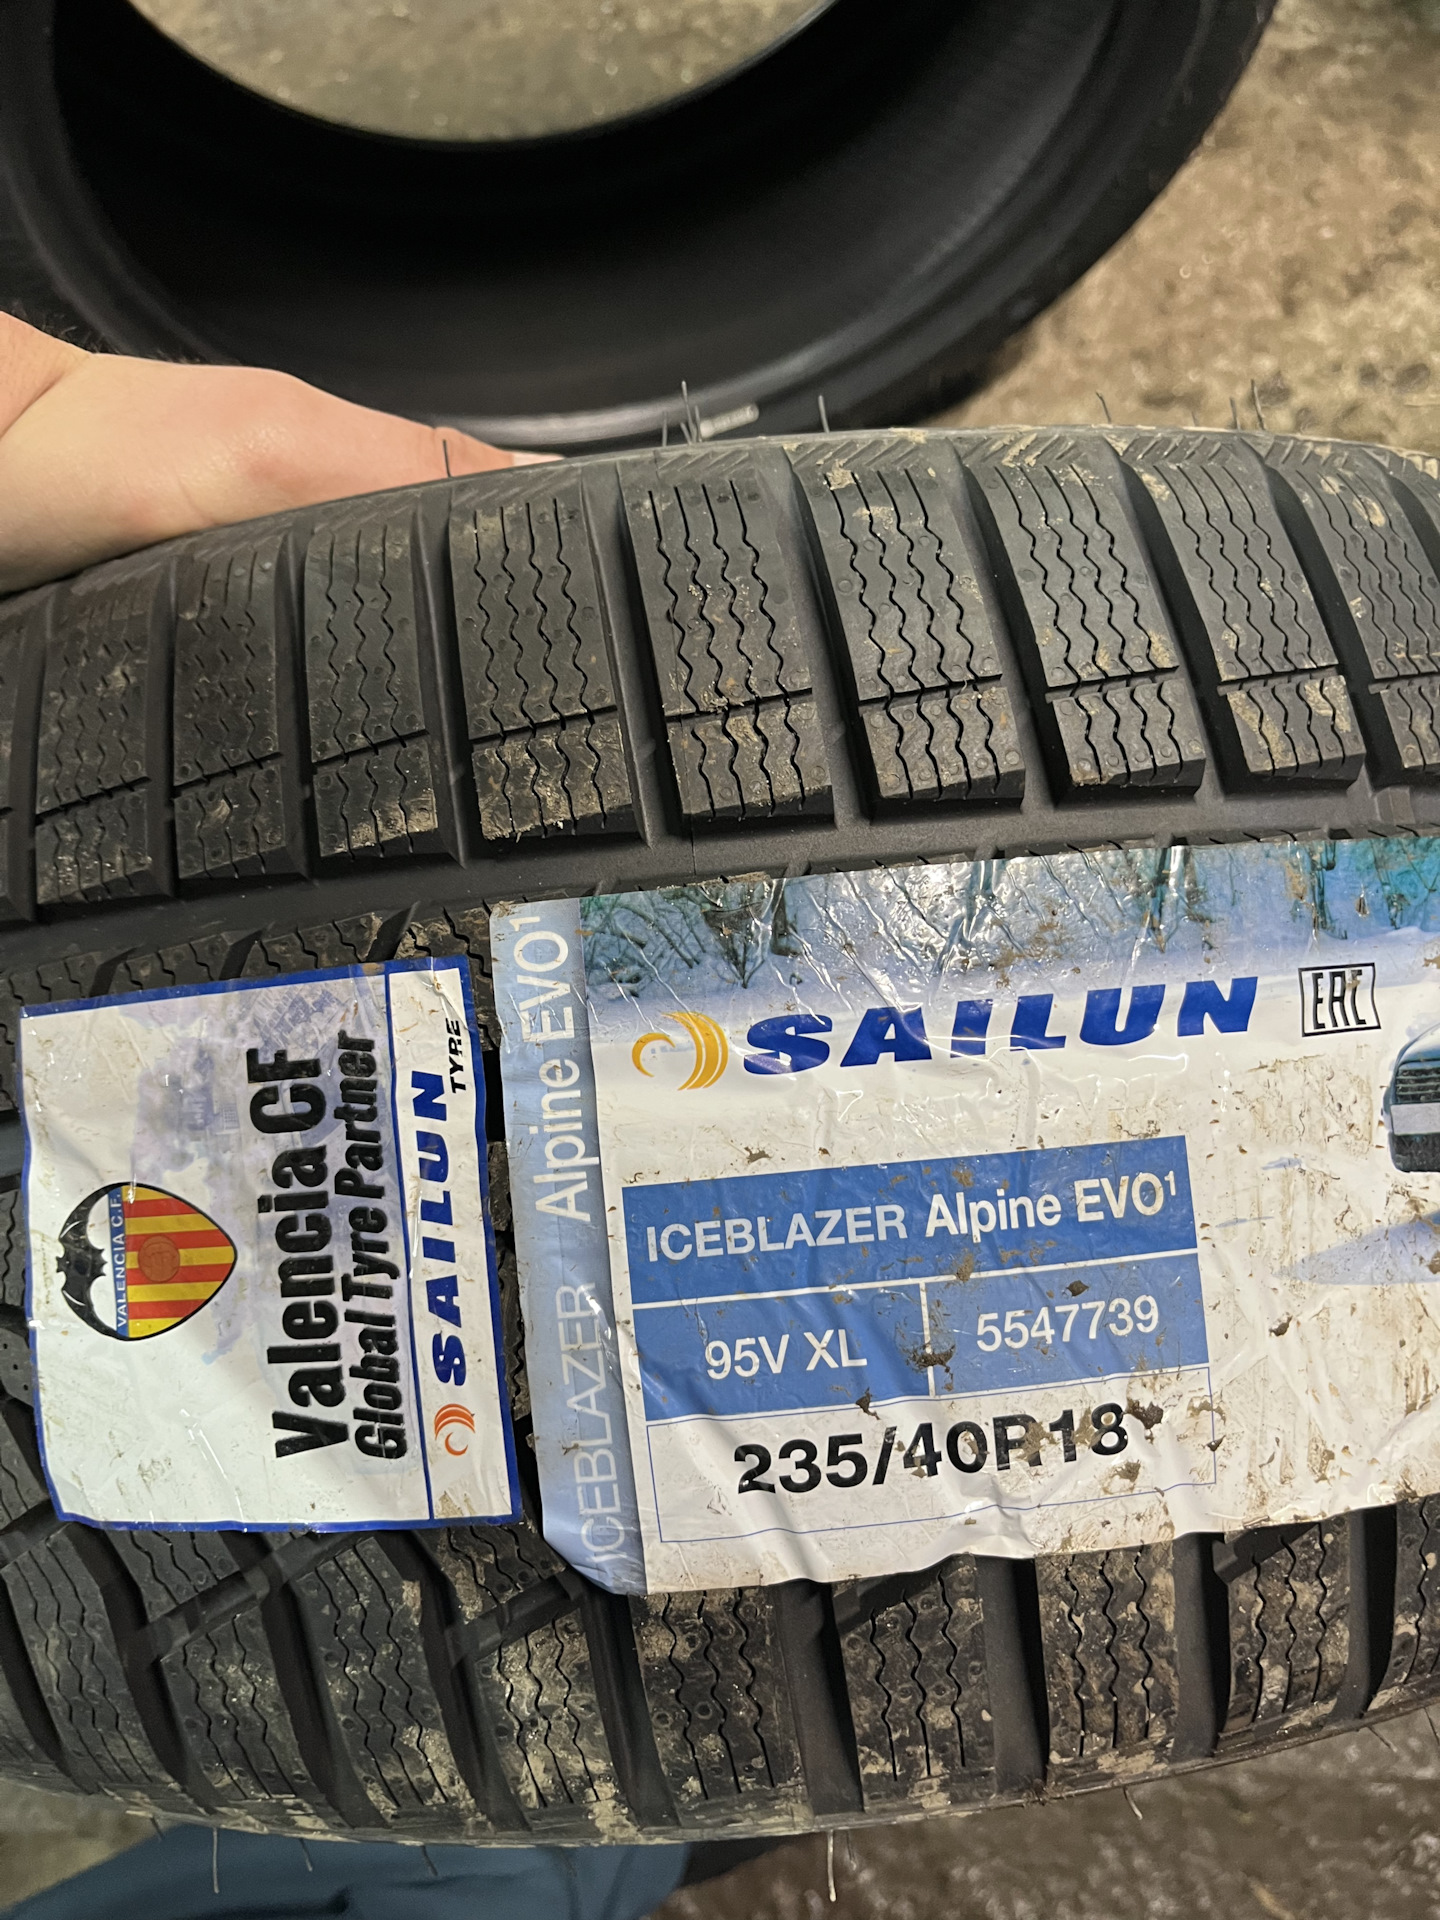 VALENCIA C.F.
Valencia CF
Global Tyre Partner
SAILUN
TYRE
ICEBLAZER Alpine EVO¹
SAILUN
EAC
ICEBLAZER Alpine EVO¹
95V XL
5547739
235/40R18